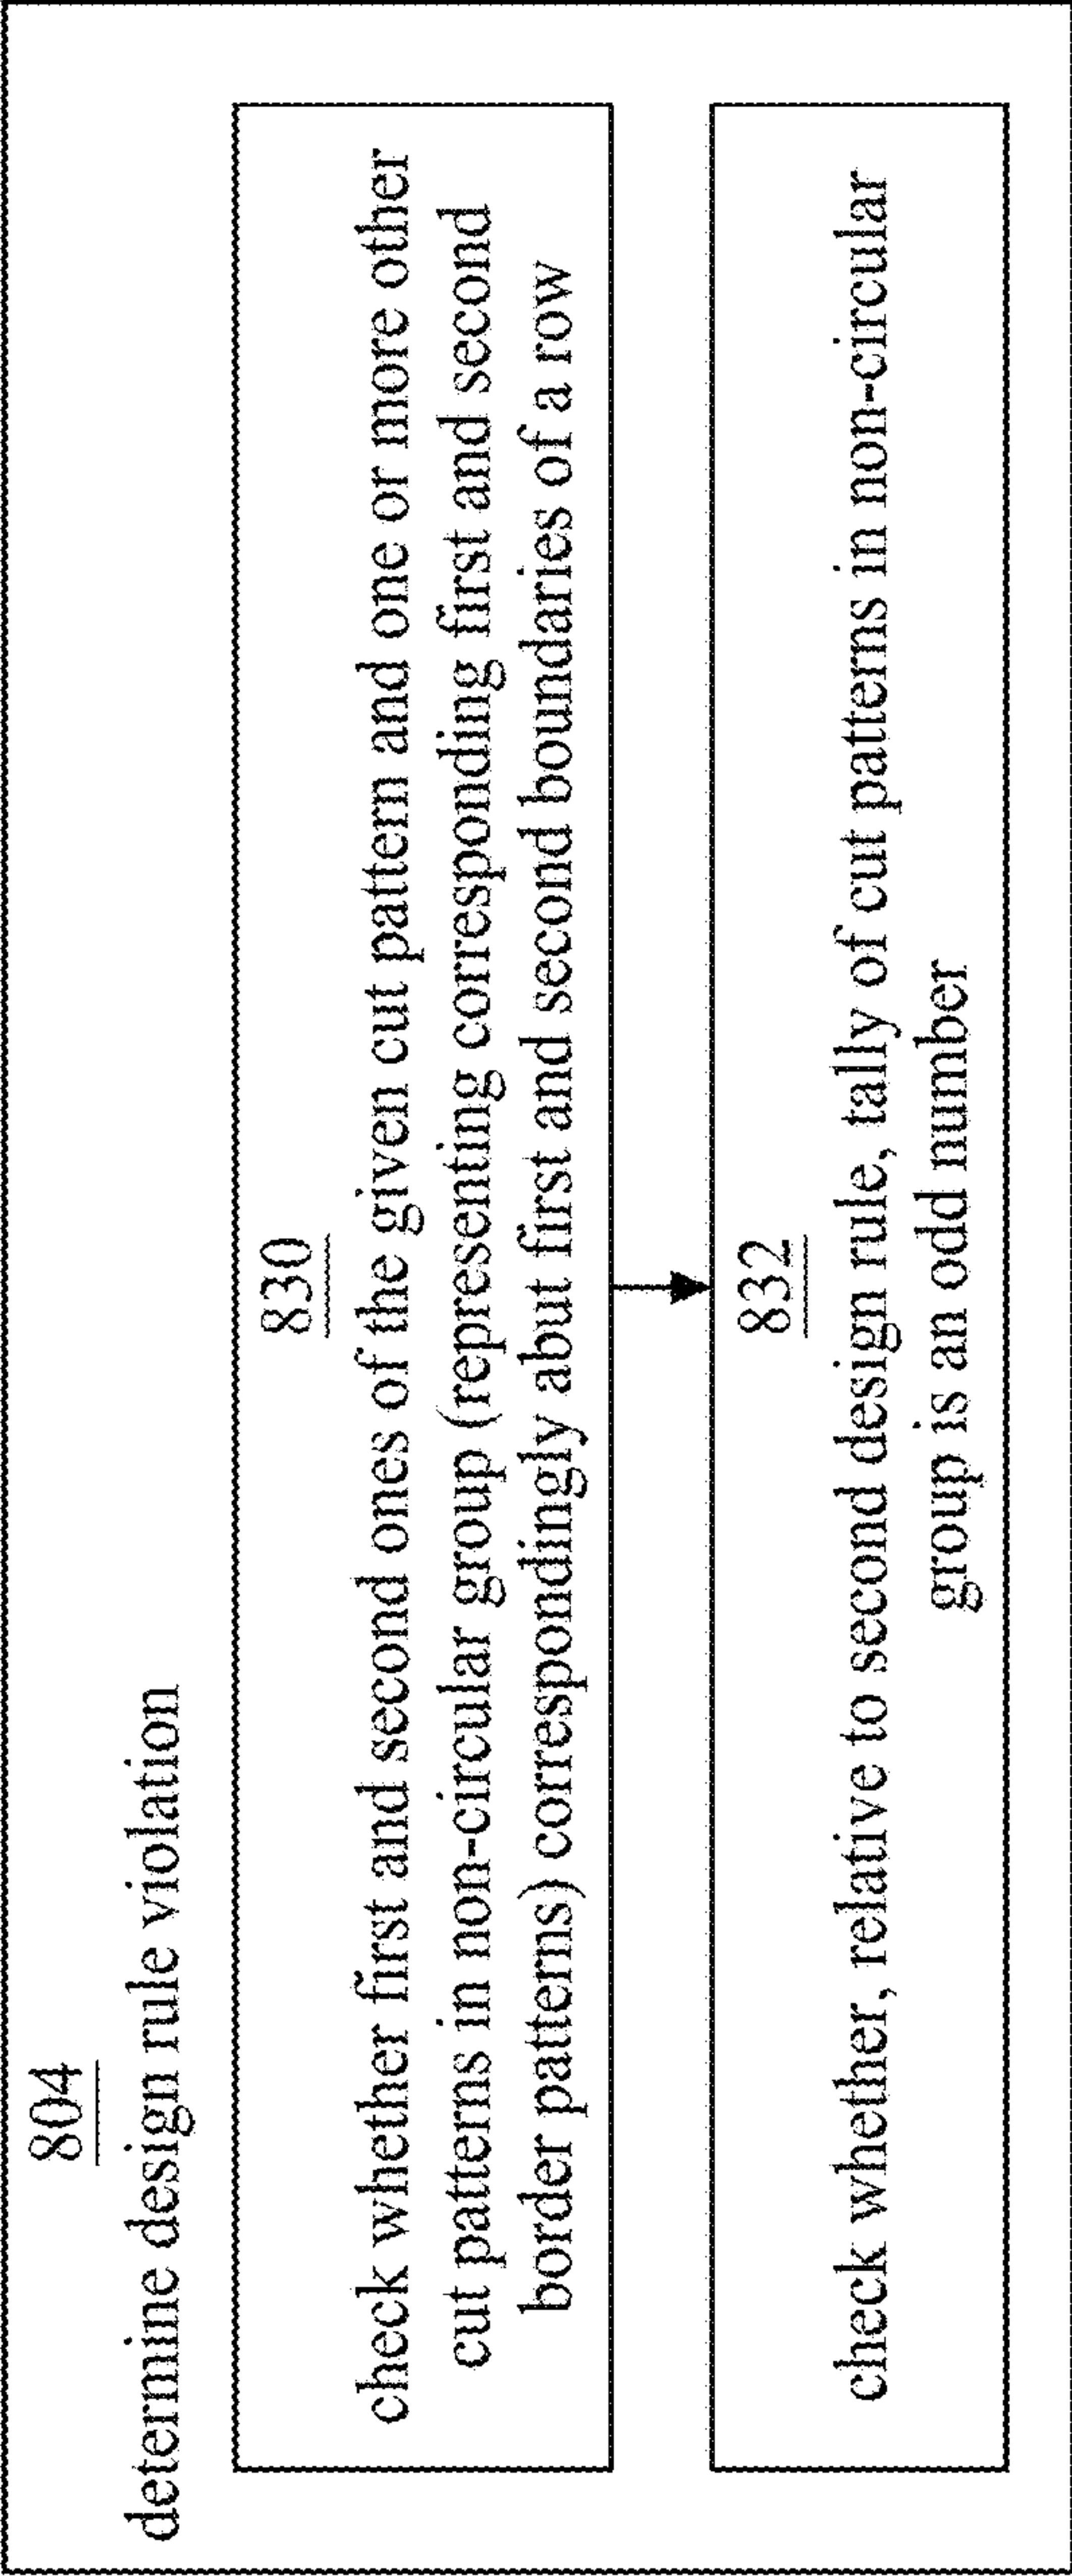 804
determine design rule violation
830
check whether first and second ones of the given cut pattern and one or more other
cut patterns in non-circular group (representing corresponding first and second
border patterns) correspondingly abut first and second boundaries of a row
832
check whether, relative to second design rule, tally of cut patterns in non-circular
group is an odd number